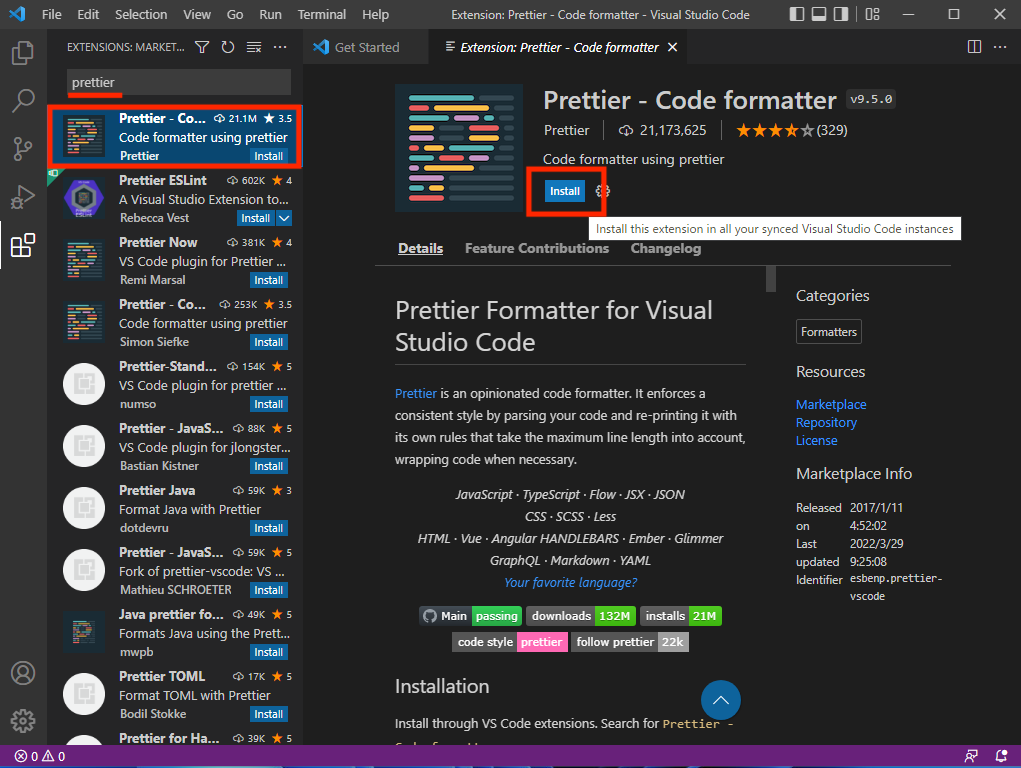 File Edit Selection View Go Run Terminal Help
Extension: Prettier - Code formatter - Visual Studio Code
EXTENSIONS: MARKET...
prettier
Prettier - Co... 21.1M 3.5
Code formatter using prettier
Prettier Install
Prettier ESLint 602K 4
A Visual Studio Extension to...
Rebecca Vest Install
Prettier Now 381K 4
VS Code plugin for Prettier ...
Remi Marsal Install
Prettier - Co... 253K 3.5
Code formatter using prettier
Simon Siefke Install
Prettier-Stand... 154K 5
VS Code plugin for prettier ...
numso Install
Prettier - JavaS... 88K 5
VS Code plugin for jlongster...
Bastian Kistner Install
Prettier Java 59K 3
Format Java with Prettier
dotdevru Install
Prettier - JavaS... 59K 5
Fork of prettier-vscode: VS ...
Mathieu SCHROETER Install
Java prettier fo... 49K 5
Formats Java using the Prett...
mwpb Install
Prettier TOML 17K 5
Format TOML with Prettier
Bodil Stokke Install
Prettier for Ha... 39K 5
Get Started
Extension: Prettier - Code formatter
Prettier - Code formatter v9.5.0
Prettier 21,173,625 (329)
Code formatter using prettier
Install
Install this extension in all your synced Visual Studio Code instances
Details Feature Contributions Changelog
Prettier Formatter for Visual
Studio Code
Prettier is an opinionated code formatter. It enforces a
consistent style by parsing your code and re-printing it with
its own rules that take the maximum line length into account,
wrapping code when necessary.
JavaScript · TypeScript · Flow · JSX · JSON
CSS · SCSS · Less
HTML · Vue · Angular HANDLEBARS · Ember · Glimmer
GraphQL · Markdown · YAML
Your favorite language?
Main passing downloads 132M installs 21M
code style prettier follow prettier 22k
Installation
Install through VS Code extensions. Search for Prettier -
Categories
Formatters
Resources
Marketplace
Repository
License
Marketplace Info
Released 2017/1/11
on 4:52:02
Last 2022/3/29
updated 9:25:08
Identifier esbenp.prettier-
vscode
0 0